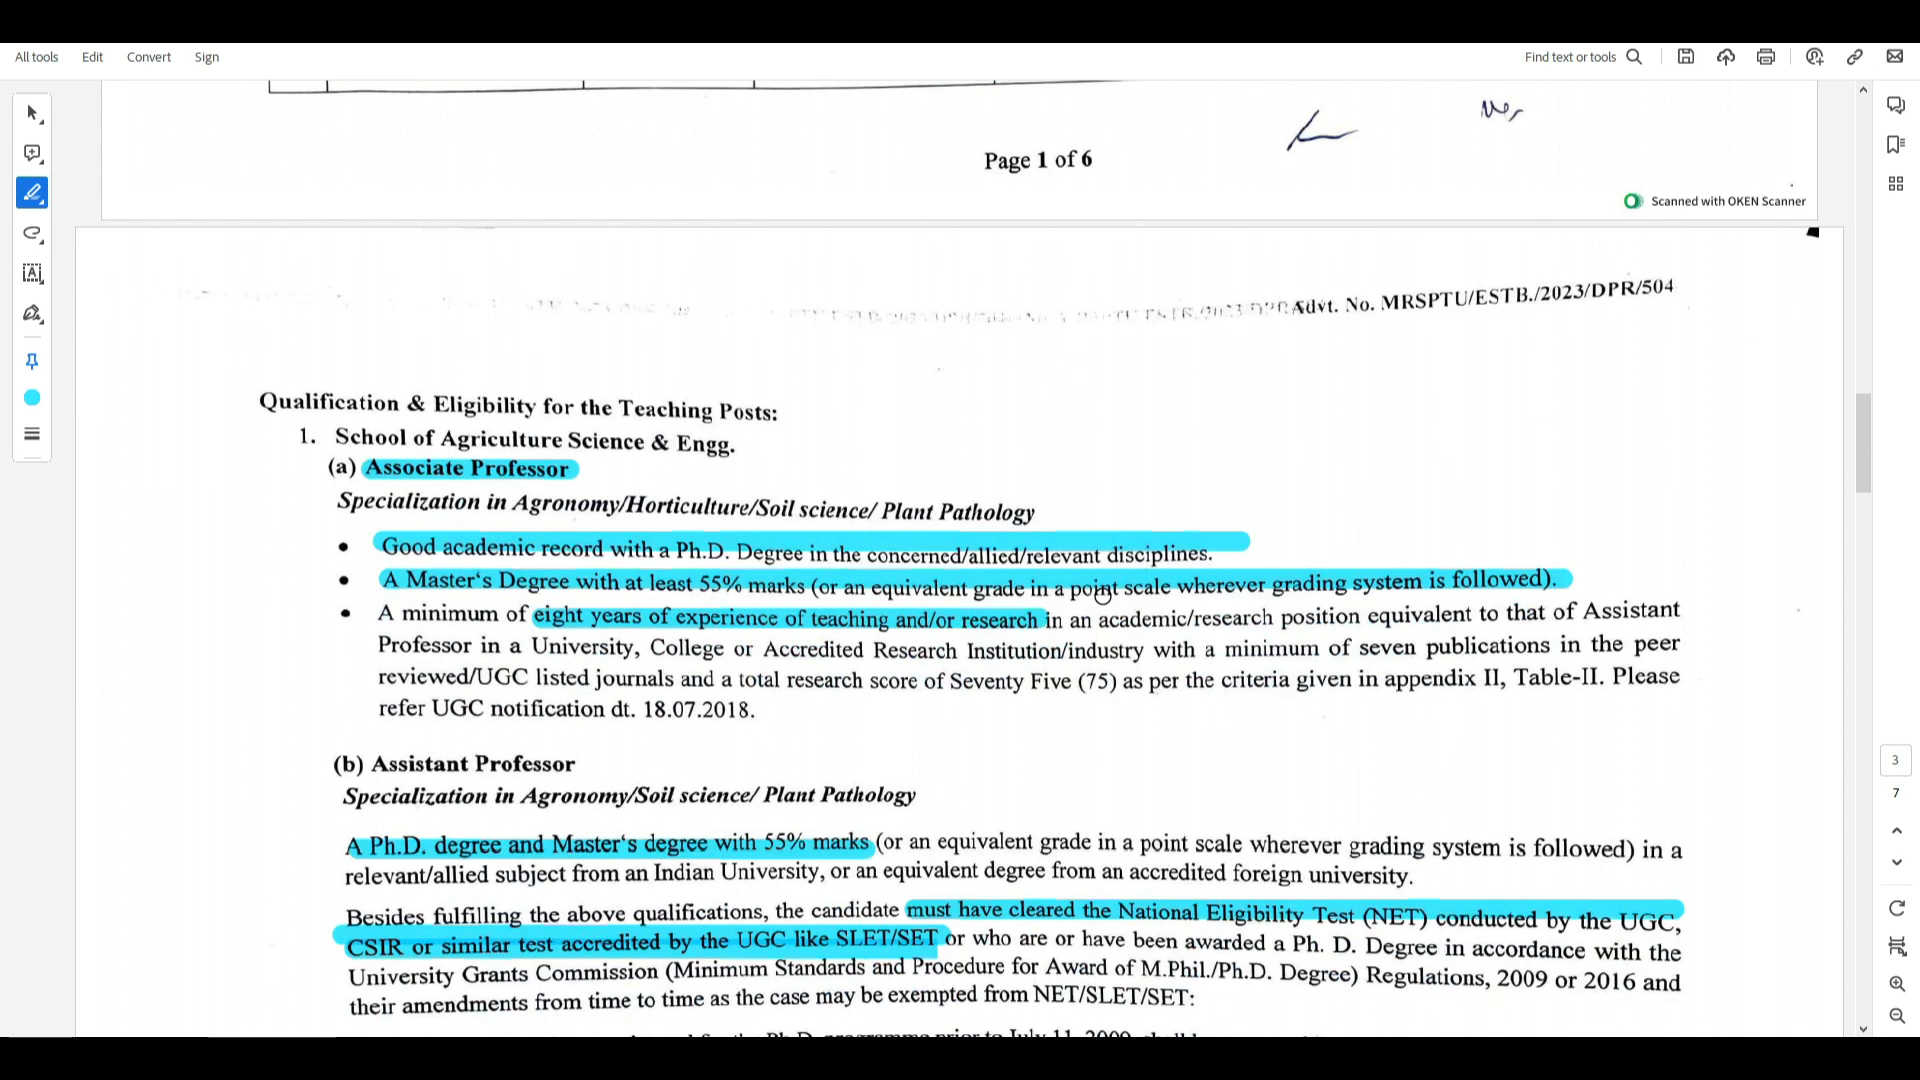 All tools Edit Convert Sign Find text or tools
Page 1 of 6
Scanned with OKEN Scanner
Advt. No. MRSPTU/ESTB./2023/DPR/504
Qualification & Eligibility for the Teaching Posts:
1. School of Agriculture Science & Engg.
(a) Associate Professor
Specialization in Agronomy/Horticulture/Soil science/ Plant Pathology
• Good academic record with a Ph.D. Degree in the concerned/allied/relevant disciplines.
• A Master's Degree with at least 55% marks (or an equivalent grade in a point scale wherever grading system is followed).
• A minimum of eight years of experience of teaching and/or research in an academic/research position equivalent to that of Assistant
Professor in a University, College or Accredited Research Institution/industry with a minimum of seven publications in the peer
reviewed/UGC listed journals and a total research score of Seventy Five (75) as per the criteria given in appendix II, Table-II. Please
refer UGC notification dt. 18.07.2018.
(b) Assistant Professor
Specialization in Agronomy/Soil science/ Plant Pathology
A Ph.D. degree and Master's degree with 55% marks (or an equivalent grade in a point scale wherever grading system is followed) in a
relevant/allied subject from an Indian University, or an equivalent degree from an accredited foreign university.
Besides fulfilling the above qualifications, the candidate must have cleared the National Eligibility Test (NET) conducted by the UGC,
CSIR or similar test accredited by the UGC like SLET/SET or who are or have been awarded a Ph. D. Degree in accordance with the
University Grants Commission (Minimum Standards and Procedure for Award of M.Phil./Ph.D. Degree) Regulations, 2009 or 2016 and
their amendments from time to time as the case may be exempted from NET/SLET/SET:
3
7